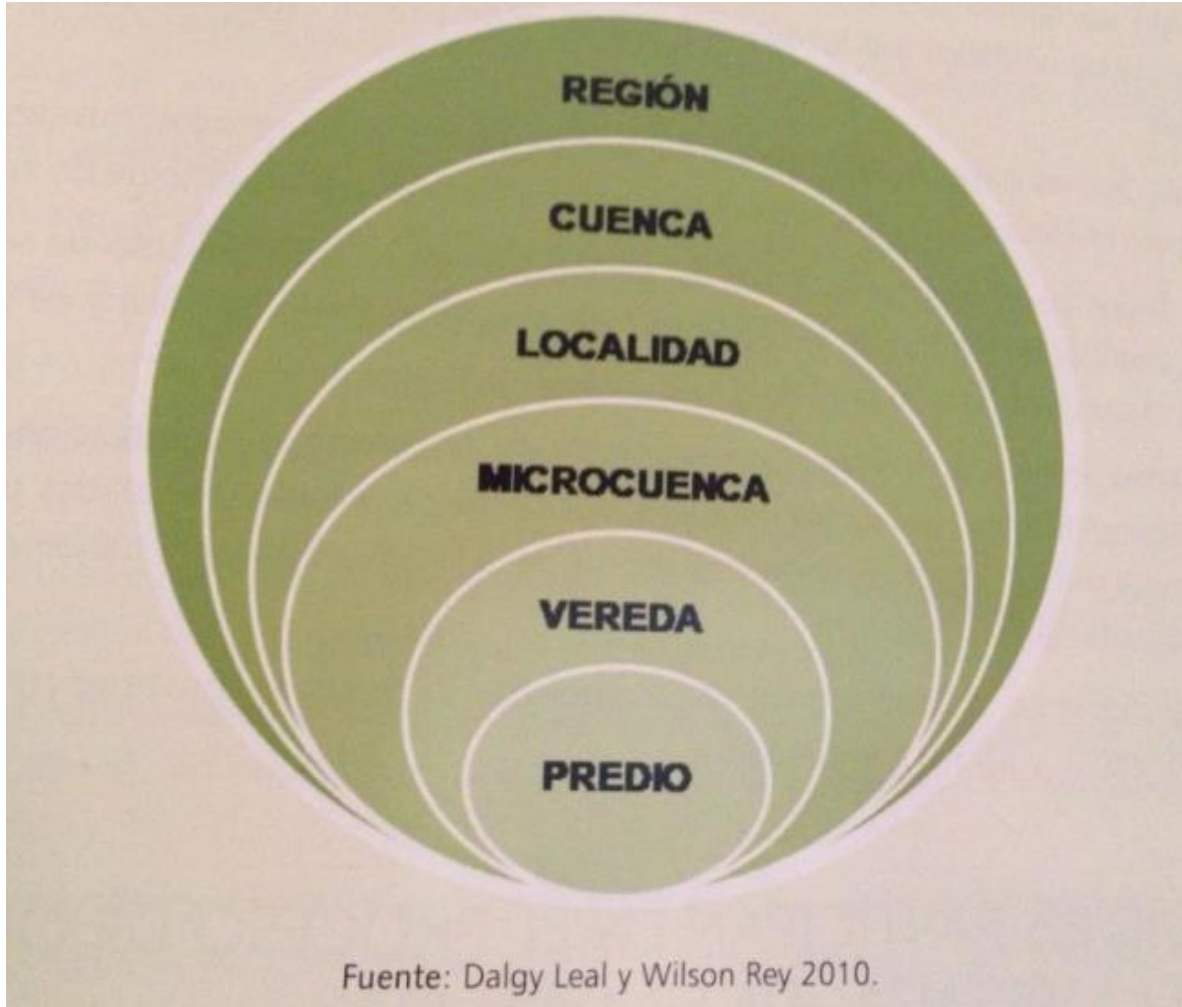 REGIÓN
CUENCA
LOCALIDAD
MICROCUENCA
VEREDA
PREDIO
Fuente: Dalgy Leal y Wilson Rey 2010.